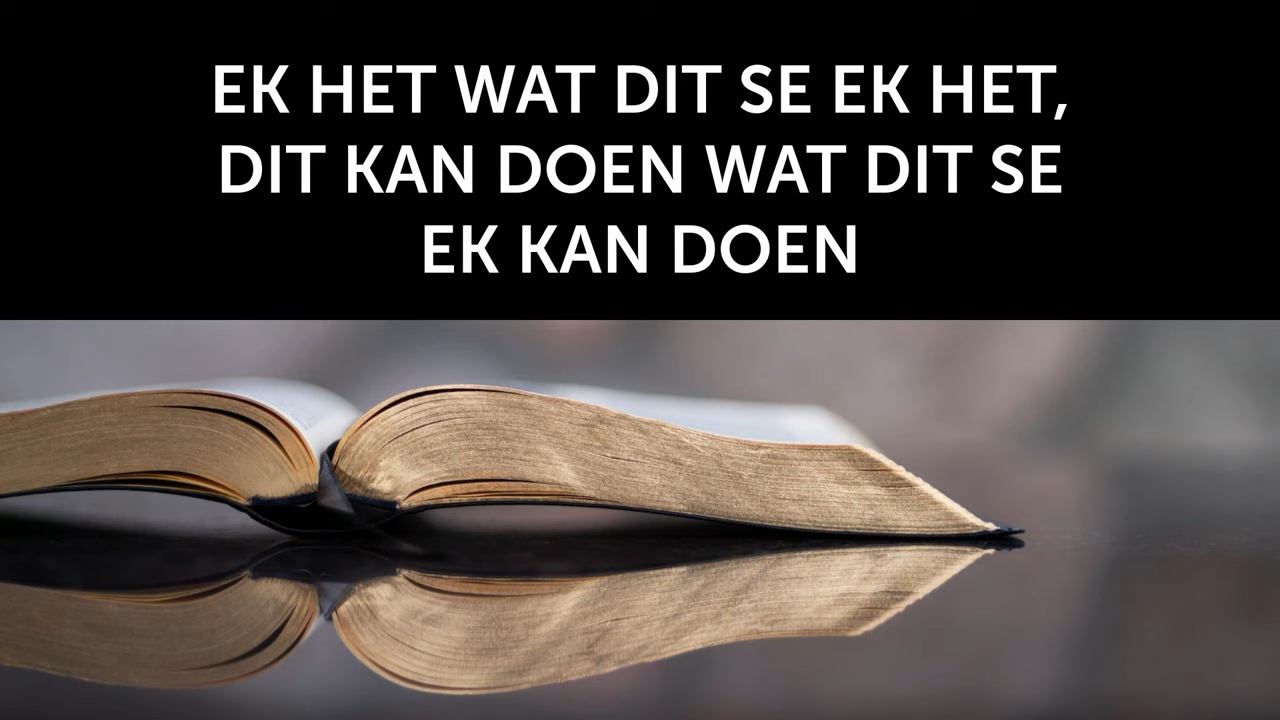 EK HET WAT DIT SE EK HET,
DIT KAN DOEN WAT DIT SE
EK KAN DOEN